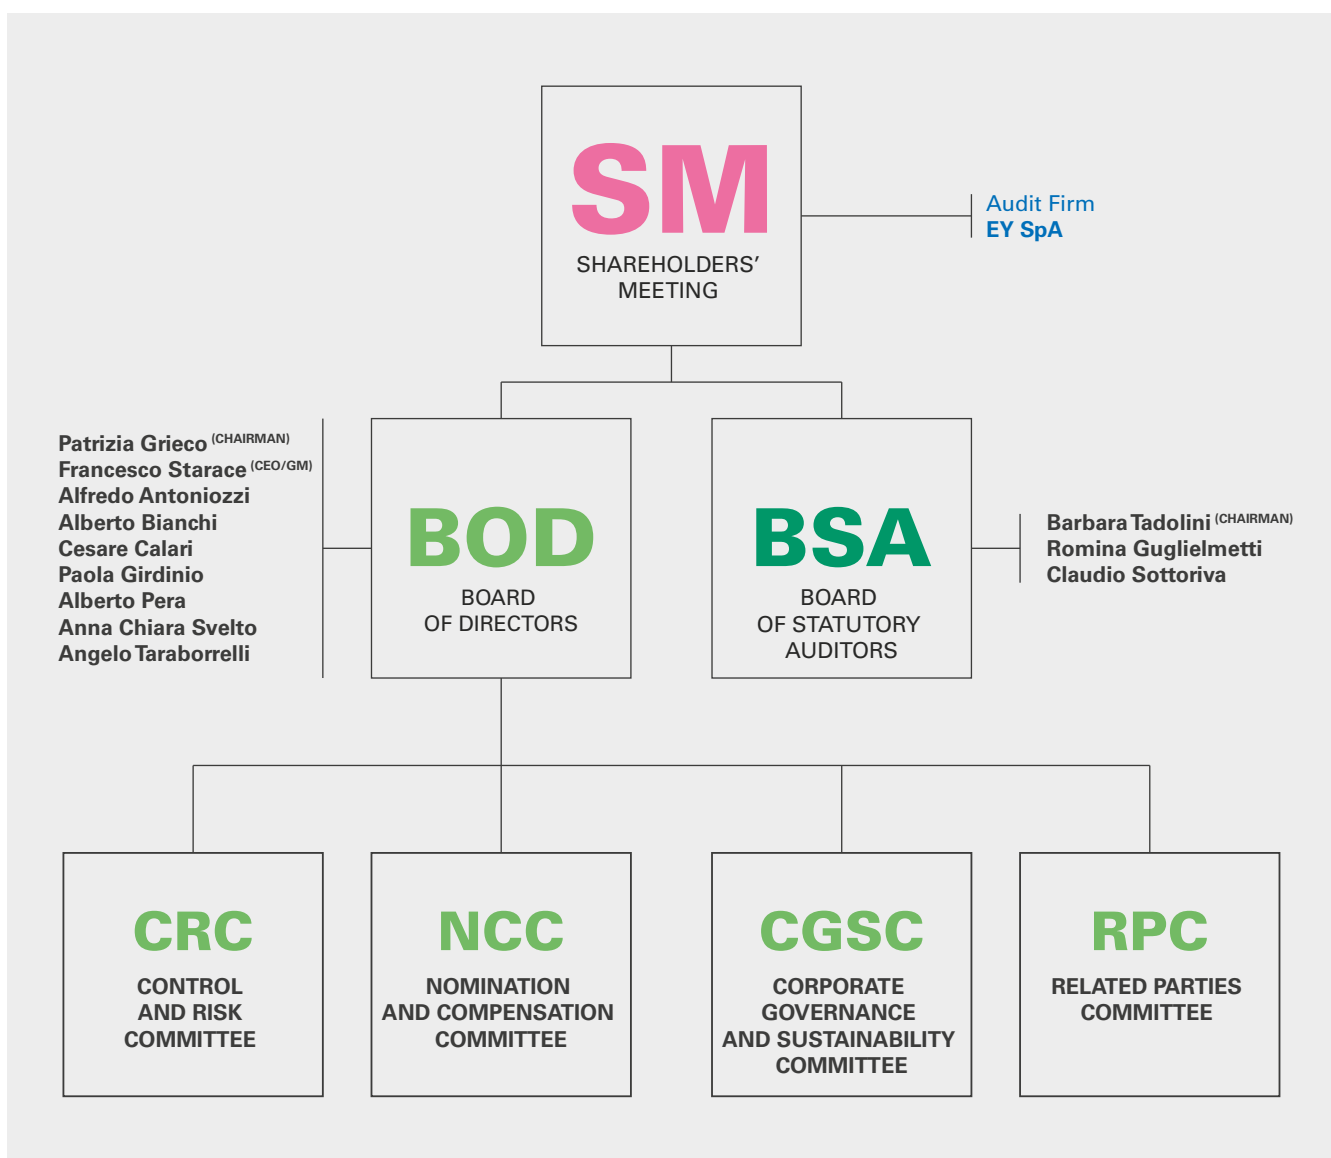 SM
SHAREHOLDERS’
MEETING
Audit Firm
EY SpA
Patrizia Grieco (CHAIRMAN)
Francesco Starace (CEO/GM)
Alfredo Antoniozzi
Alberto Bianchi
Cesare Calari
Paola Girdinio
Alberto Pera
Anna Chiara Svelto
Angelo Taraborrelli
BOD
BOARD
OF DIRECTORS
BSA
BOARD
OF STATUTORY
AUDITORS
Barbara Tadolini (CHAIRMAN)
Romina Guglielmetti
Claudio Sottoriva
CRC
CONTROL
AND RISK
COMMITTEE
NCC
NOMINATION
AND COMPENSATION
COMMITTEE
CGSC
CORPORATE
GOVERNANCE
AND SUSTAINABILITY
COMMITTEE
RPC
RELATED PARTIES
COMMITTEE